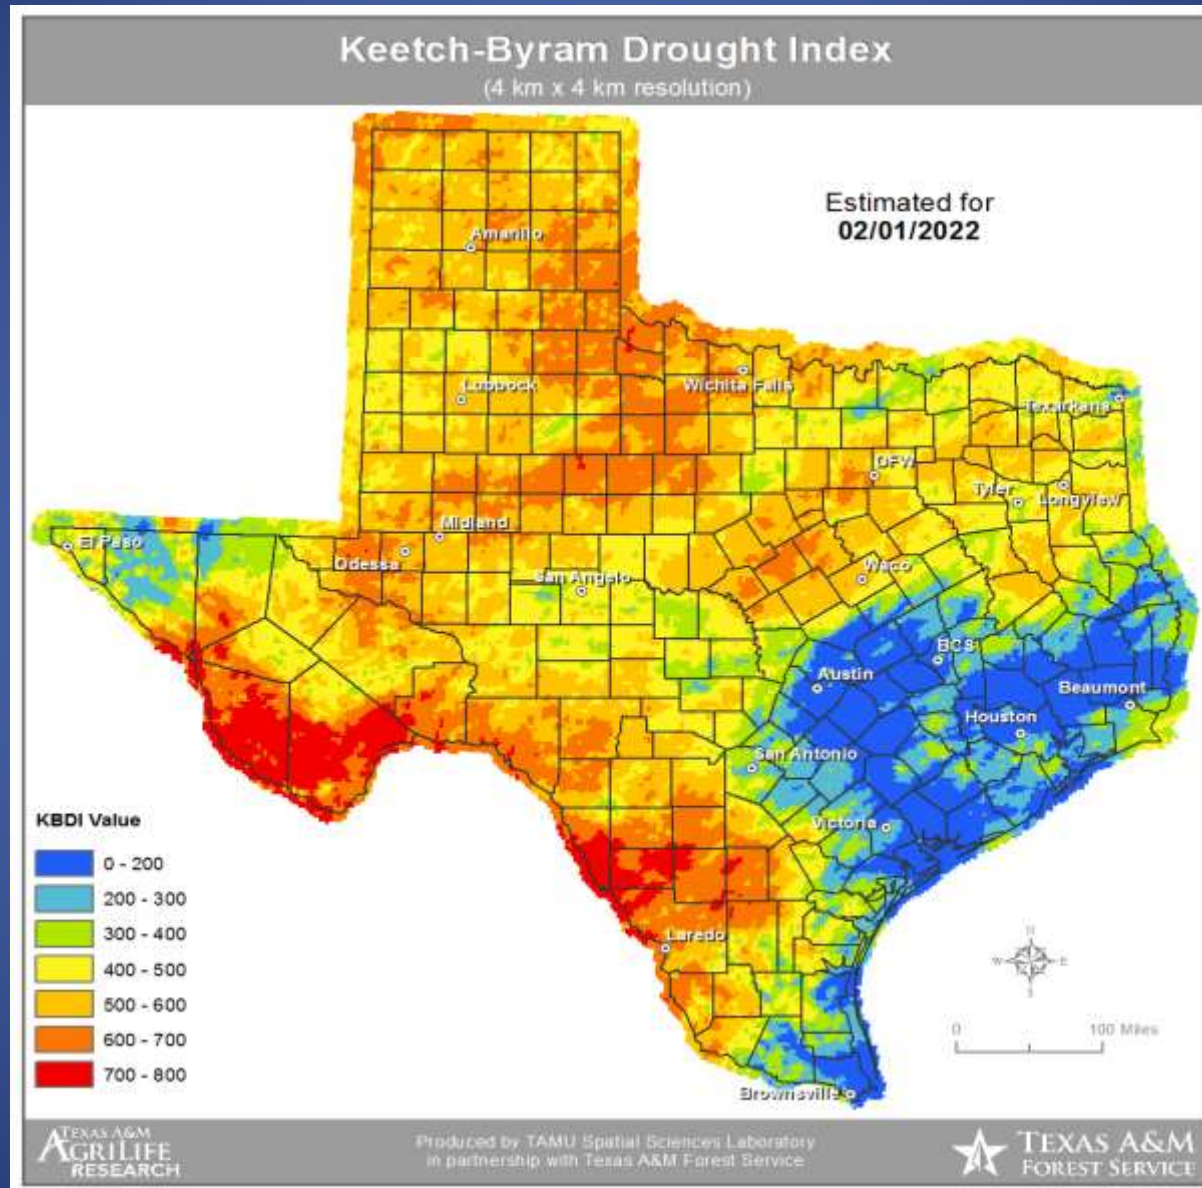 Keetch-Byram Drought Index
(4 km x 4 km resolution)
Estimated for
02/01/2022
Amarillo
Lubbock
Wichita Falls
Texarkana
DFW
Tyler
Longview
Midland
El Paso
Odessa
San Angelo
Waco
BCS
Austin
Beaumont
Houston
San Antonio
Victoria
Laredo
Brownsville
KBDI Value
0 - 200
200 - 300
300 - 400
400 - 500
500 - 600
600 - 700
700 - 800
N
W E
S
0 100 Miles
TEXAS A&M
AGRILIFE
RESEARCH
Produced by TAMU Spatial Sciences Laboratory
in partnership with Texas A&M Forest Service
TEXAS A&M
FOREST SERVICE